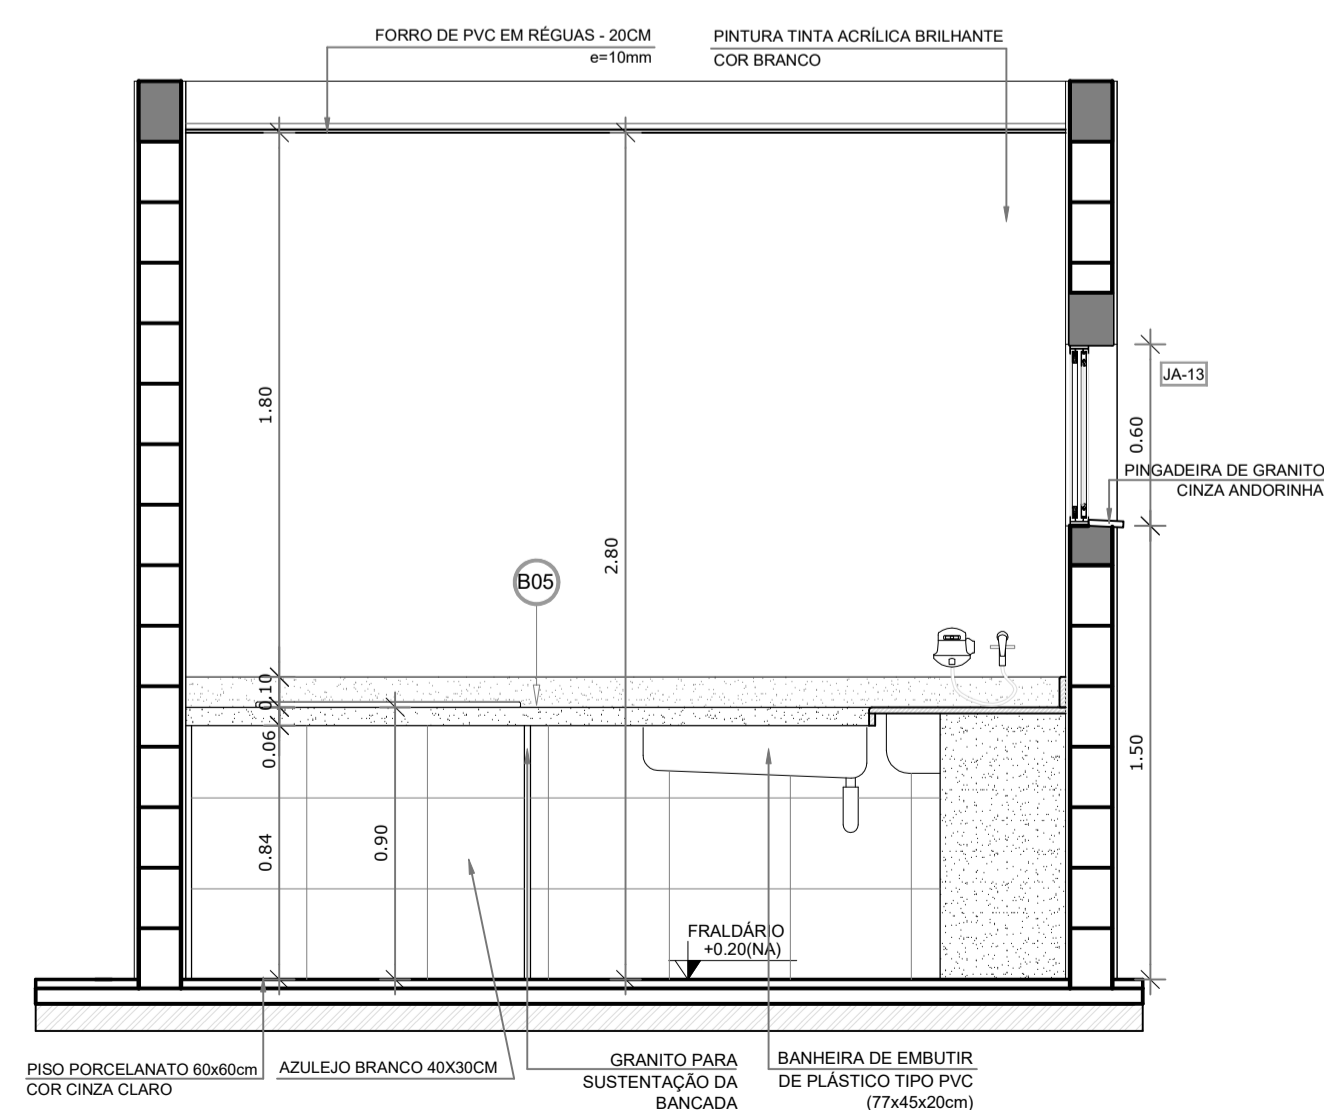 FORRO DE PVC EM RÉGUAS - 20CM
e=10mm
PINTURA TINTA ACRÍLICA BRILHANTE
COR BRANCO
1.80
2.80
JA-13
0.60
PINGADEIRA DE GRANITO
CINZA ANDORINHA
B05
0.10
0.06
0.84
0.90
1.50
FRALDÁRIO
+0.20(NA)
PISO PORCELANATO 60x60cm
COR CINZA CLARO
AZULEJO BRANCO 40X30CM
GRANITO PARA
SUSTENTAÇÃO DA
BANCADA
BANHEIRA DE EMBUTIR
DE PLÁSTICO TIPO PVC
(77x45x20cm)